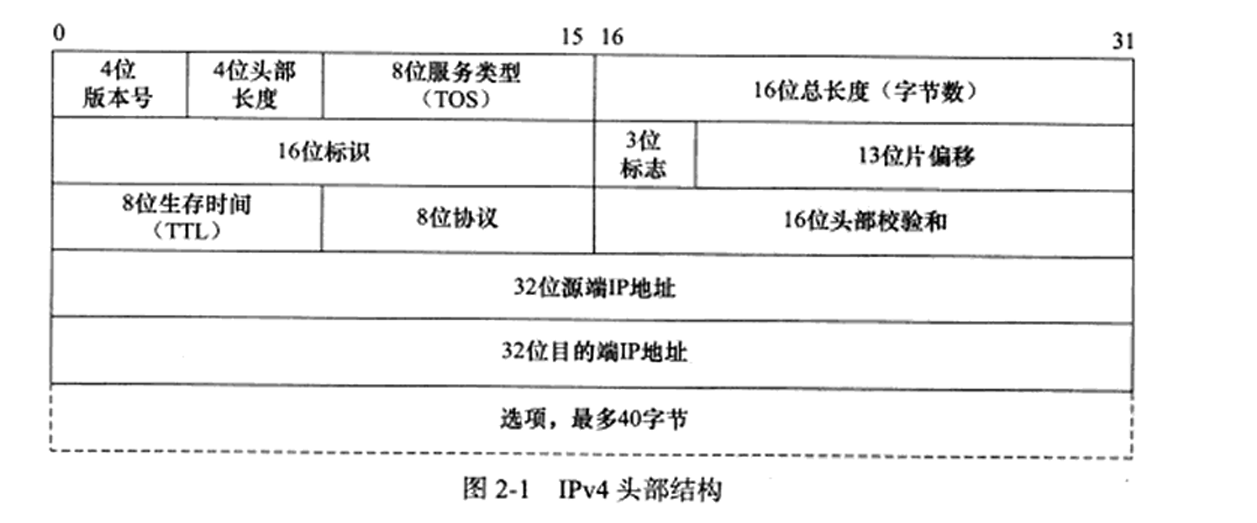 0 15 16 31
4位
版本号
4位头部
长度
8位服务类型
（TOS）
16位总长度（字节数）
16位标识
3位
标志
13位片偏移
8位生存时间
（TTL）
8位协议
16位头部校验和
32位源端IP地址
32位目的端IP地址
选项，最多40字节
图 2-1 IPv4 头部结构